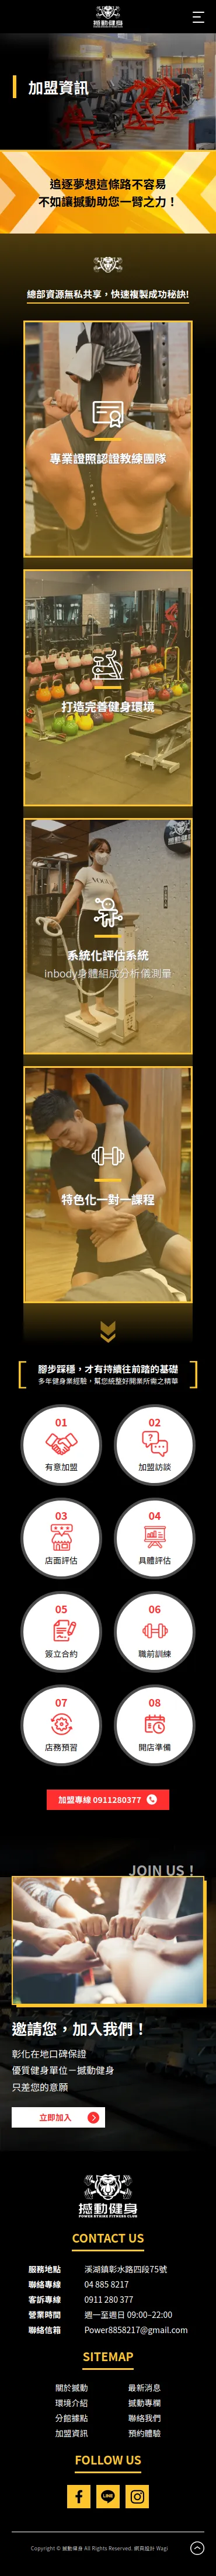 撼動健身
POWER STRIKE FITNESS CLUB
加盟資訊
追逐夢想這條路不容易
不如讓撼動助您一臂之力！
總部資源無私共享，快速複製成功秘訣!
專業證照認證教練團隊
打造完善健身環境
系統化評估系統
inbody身體組成分析儀測量
特色化一對一課程
腳步踩穩，才有持續往前踏的基礎
多年健身業經驗，幫您統整好開業所需之精華
01
有意加盟
02
加盟訪談
03
店面評估
04
具體評估
05
簽立合約
06
職前訓練
07
店務預習
08
開店準備
加盟專線 0911280377
JOIN US！
邀請您，加入我們！
彰化在地口碑保證
優質健身單位－撼動健身
只差您的意願
立即加入
撼動健身
POWER STRIKE FITNESS CLUB
CONTACT US
服務地點 溪湖鎮彰水路四段75號
聯絡專線 04 885 8217
客訴專線 0911 280 377
營業時間 週一至週日 09:00–22:00
聯絡信箱 Power8858217@gmail.com
SITEMAP
關於撼動 最新消息
環境介紹 撼動專欄
分館據點 聯絡我們
加盟資訊 預約體驗
FOLLOW US
LINE
Copyright © 撼動健身 All Rights Reserved. 網頁設計 Wagi